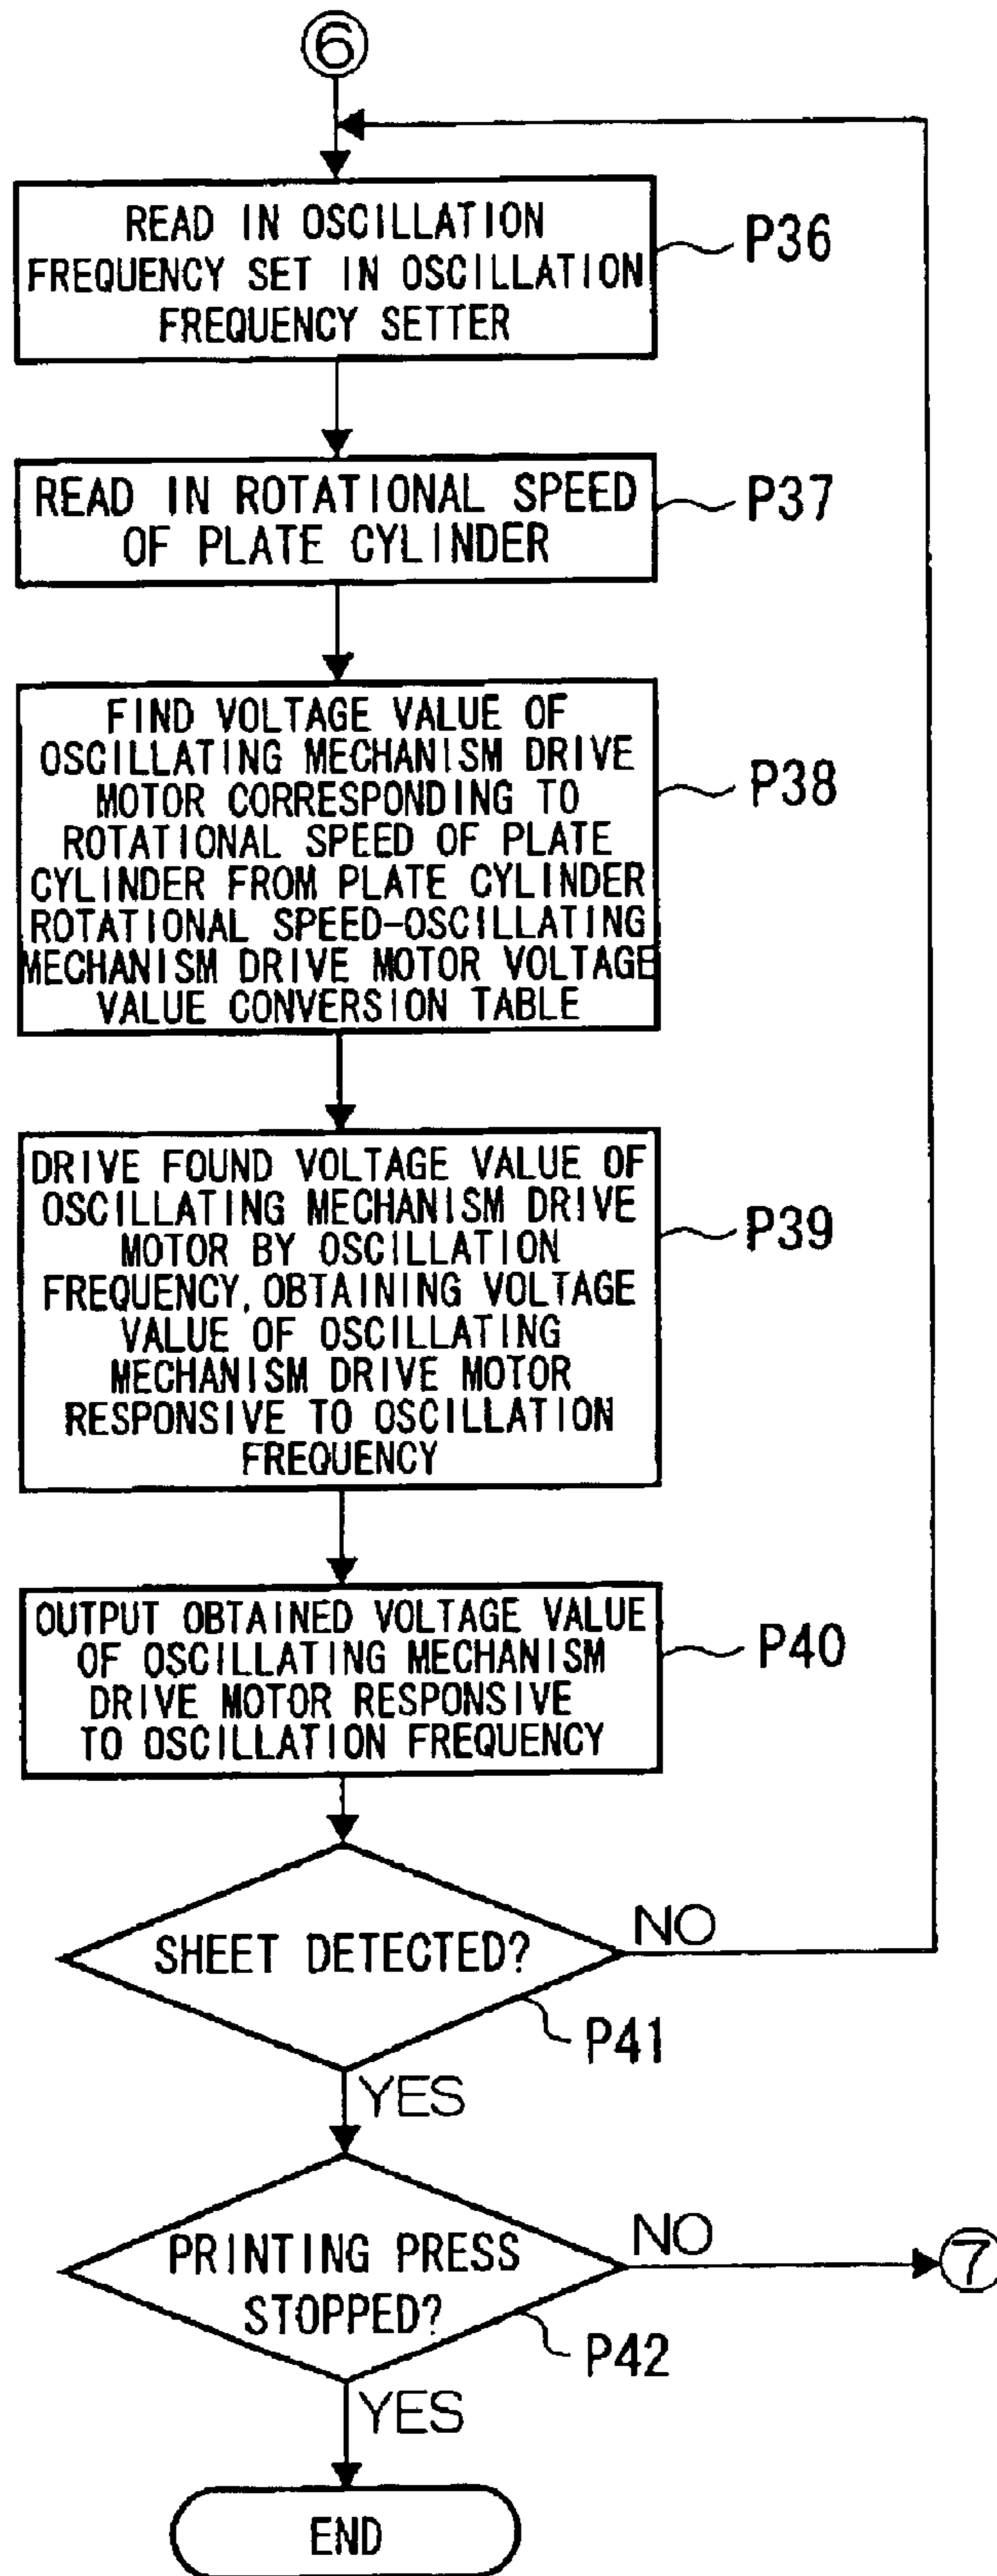 6
READ IN OSCILLATION
FREQUENCY SET IN OSCILLATION
FREQUENCY SETTER
P36
READ IN ROTATIONAL SPEED
OF PLATE CYLINDER
P37
FIND VOLTAGE VALUE OF
OSCILLATING MECHANISM DRIVE
MOTOR CORRESPONDING TO
ROTATIONAL SPEED OF PLATE
CYLINDER FROM PLATE CYLINDER
ROTATIONAL SPEED-OSCILLATING
MECHANISM DRIVE MOTOR VOLTAGE
VALUE CONVERSION TABLE
P38
DRIVE FOUND VOLTAGE VALUE OF
OSCILLATING MECHANISM DRIVE
MOTOR BY OSCILLATION
FREQUENCY, OBTAINING VOLTAGE
VALUE OF OSCILLATING
MECHANISM DRIVE MOTOR
RESPONSIVE TO OSCILLATION
FREQUENCY
P39
OUTPUT OBTAINED VOLTAGE VALUE
OF OSCILLATING MECHANISM
DRIVE MOTOR RESPONSIVE
TO OSCILLATION FREQUENCY
P40
SHEET DETECTED?
NO
P41
YES
PRINTING PRESS
STOPPED?
NO
7
P42
YES
END